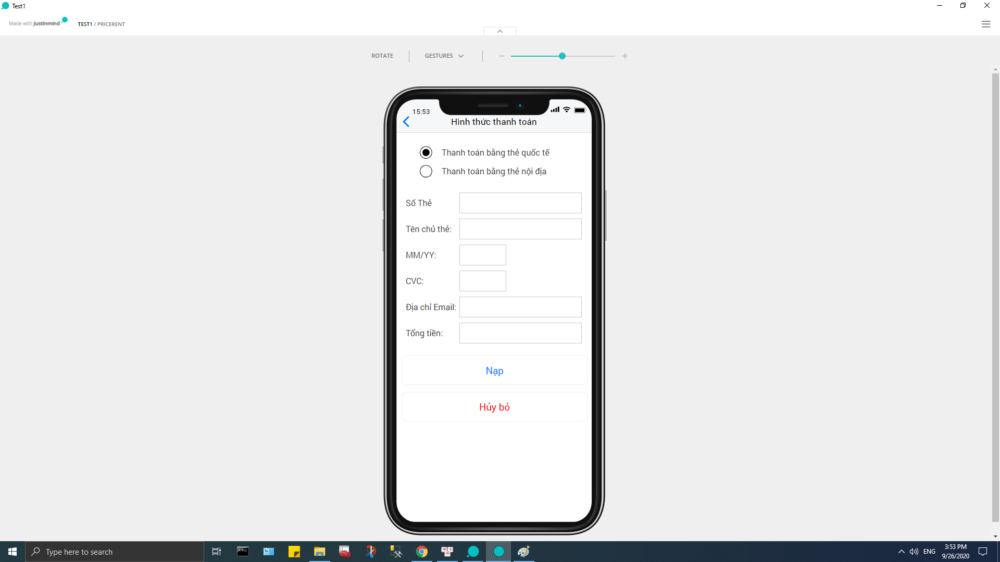 Test1
Made with Justinmind
TEST1 / PRICERENT
ROTATE
GESTURES
15:53
Hình thức thanh toán
Thanh toán bằng thẻ quốc tế
Thanh toán bằng thẻ nội địa
Số Thẻ
Tên chủ thẻ:
MM/YY:
CVC:
Địa chỉ Email:
Tổng tiền:
Nạp
Hủy bỏ
Type here to search
ENG
3:53 PM
9/26/2020